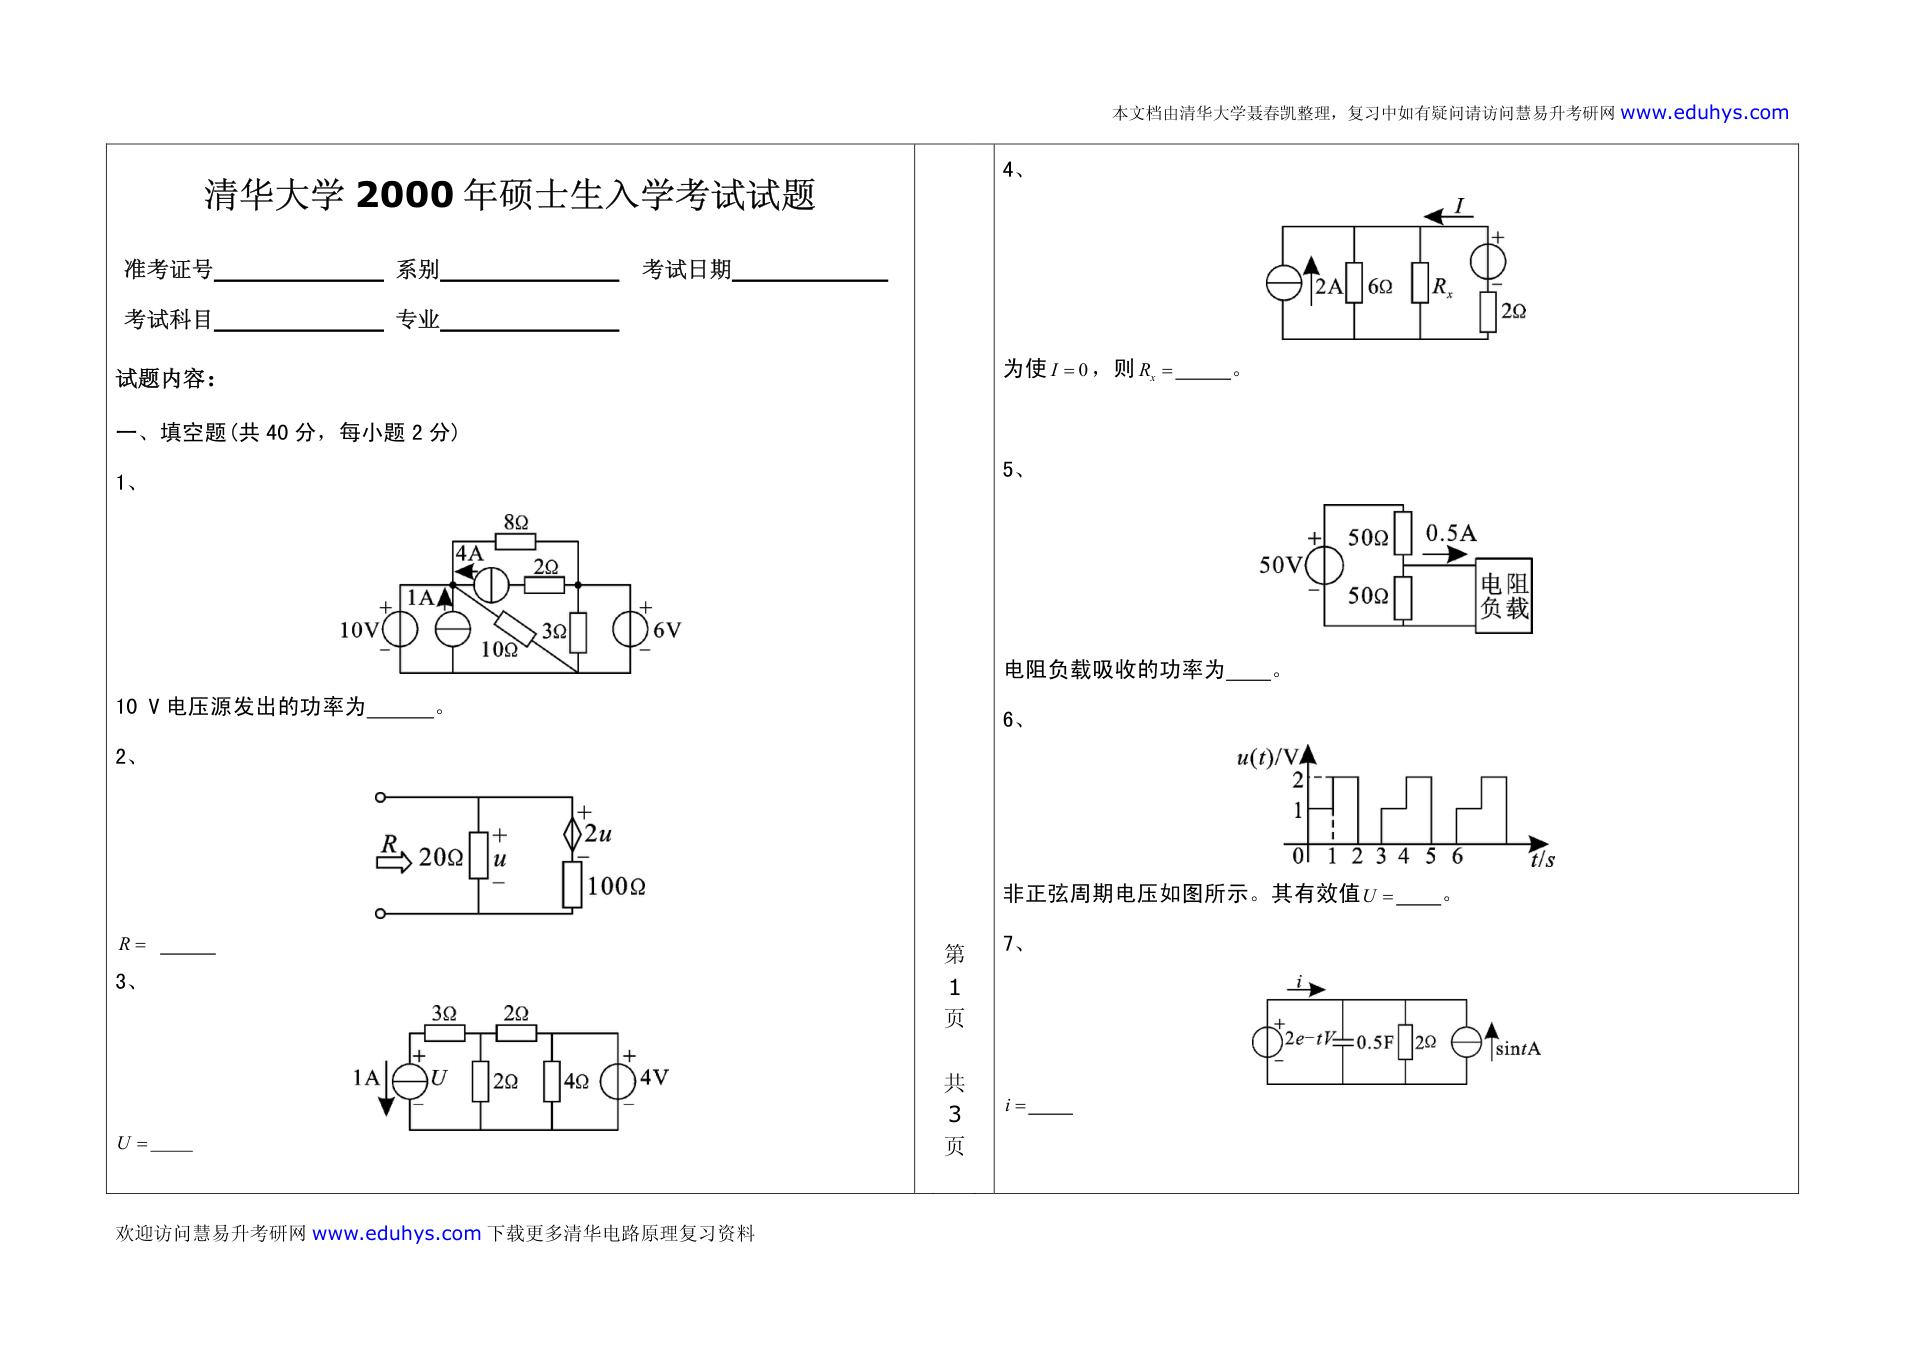 本文档由清华大学聂春凯整理，复习中如有疑问请访问慧易升考研网 www.eduhys.com
清华大学 2000 年硕士生入学考试试题
准考证号 系别 考试日期
考试科目 专业
试题内容：
一、填空题(共 40 分，每小题 2 分)
1、
8Ω
4A
2Ω
1A
10V
+
-
10Ω
3Ω
+
-
6V
10 V 电压源发出的功率为______。
2、
R
20Ω
+
u
-
+
2u
-
100Ω
R = _____
3、
3Ω 2Ω
1A
+
U
-
2Ω
4Ω
+
4V
-
U = ____
第
1
页
共
3
页
4、
I
2A
6Ω
Rx
+
-
2Ω
为使 I = 0，则 Rx = _____。
5、
50V
+
-
50Ω
0.5A
50Ω
电阻
负载
电阻负载吸收的功率为____。
6、
u(t)/V
2
1
0 1 2 3 4 5 6
t/s
非正弦周期电压如图所示。其有效值 U = ____。
7、
i
+
2e−tV
-
0.5F
2Ω
sintA
i = ____
欢迎访问慧易升考研网 www.eduhys.com 下载更多清华电路原理复习资料